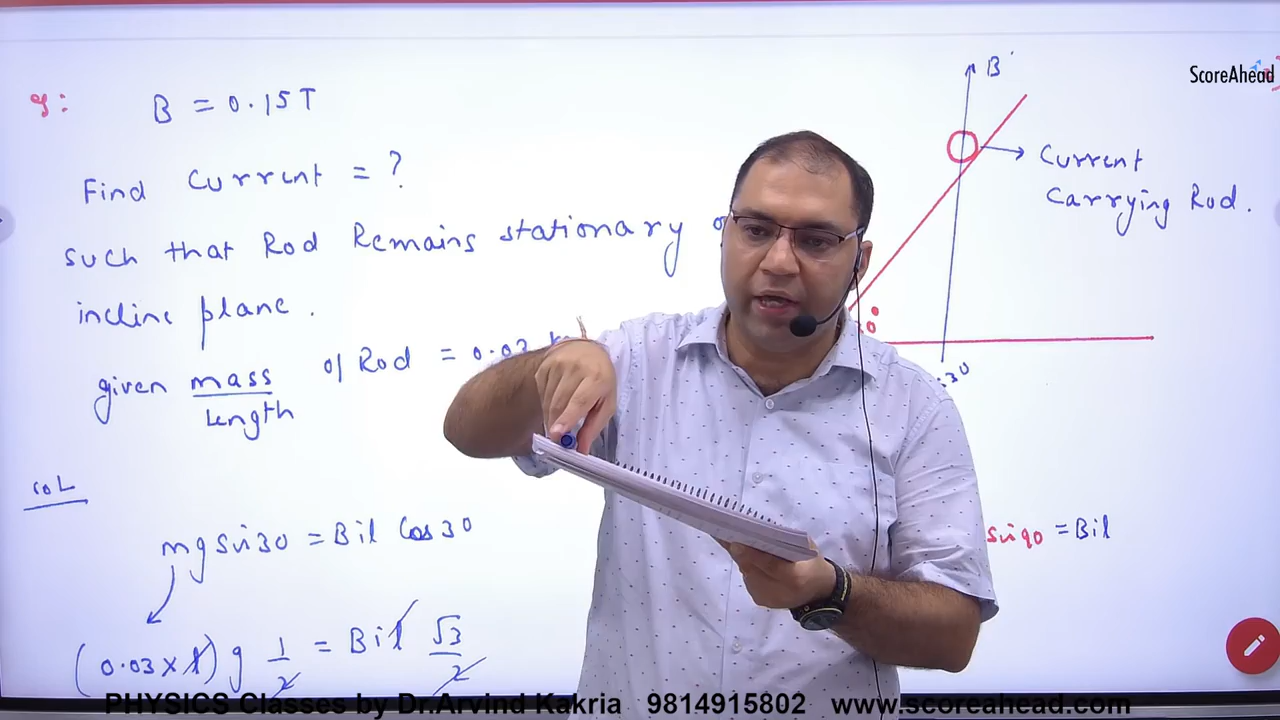 q:
B = 0.15T
Find Current = ?
such that Rod Remains stationary
incline plane.
given mass/Length of Rod = 0.03
sol
mg sin30 = Bil Cos30
(0.03 × l) g 1/2 = Bil √3/2
B
Current
Carrying Rod.
30
sin90 = Bil
ScoreAhead
PHYSICS Classes by Dr.Arvind Kakria 9814915802 www.scoreahead.com